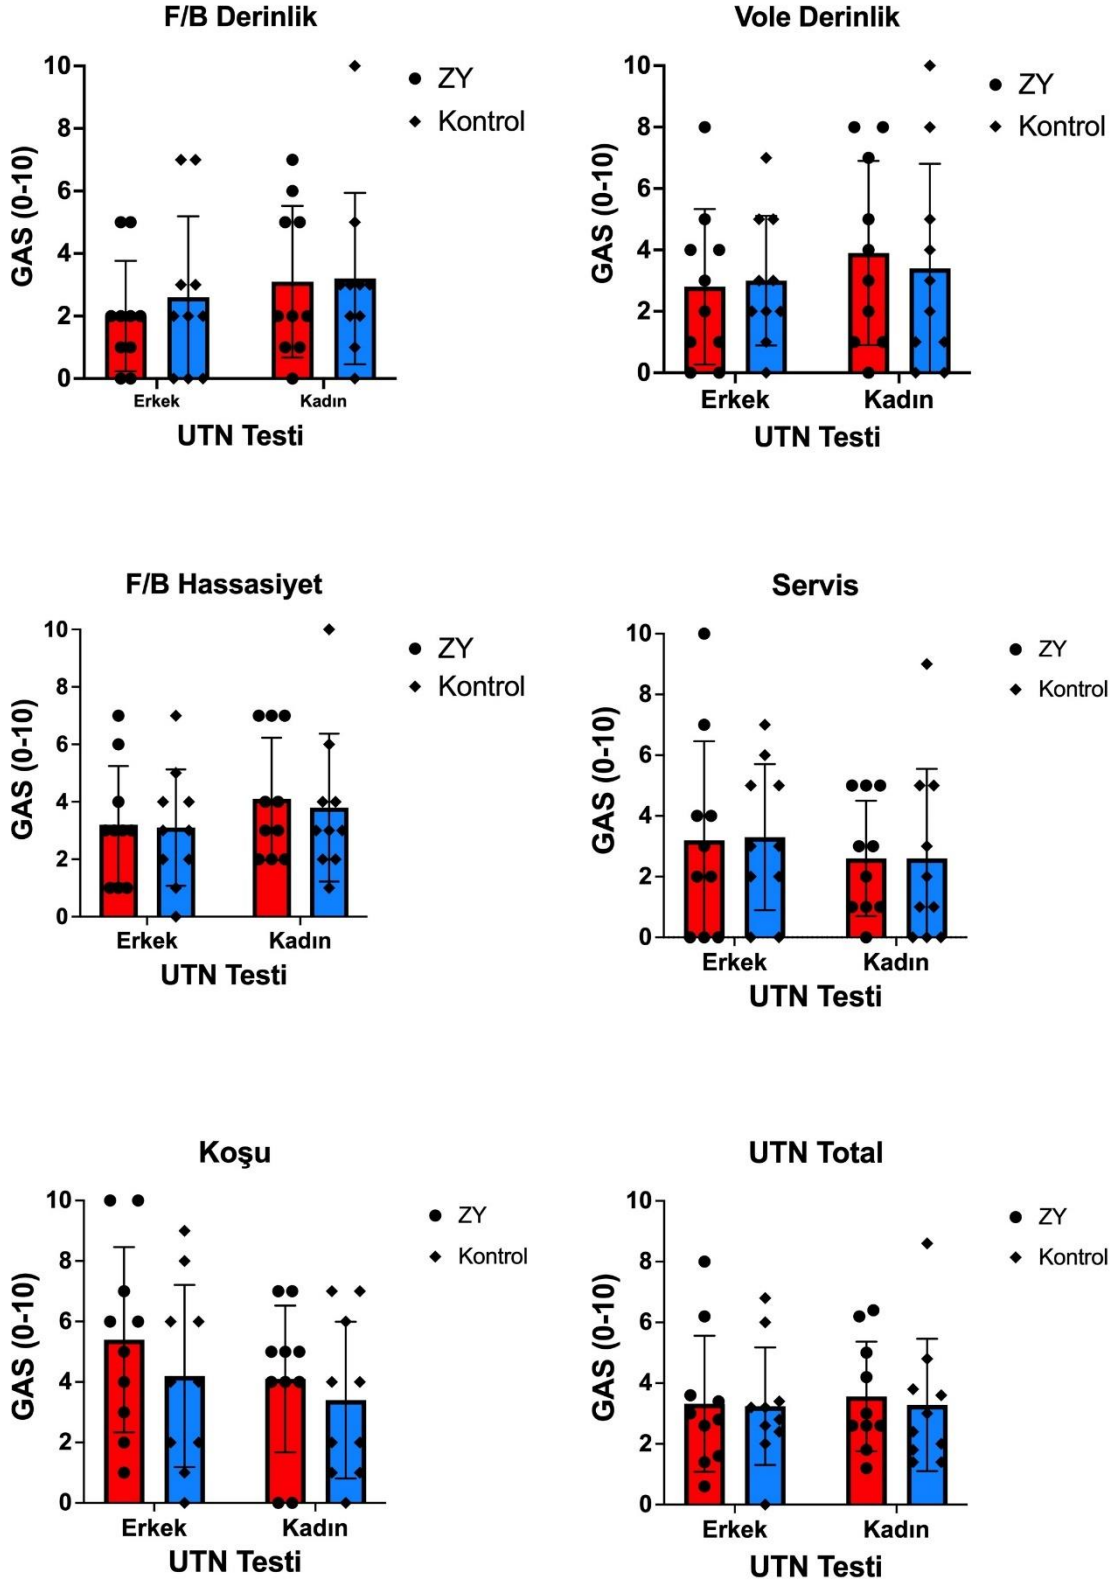 F/B Derinlik
10
8
6
4
2
0
GAS (0-10)
ZY
Kontrol
Erkek
Kadın
UTN Testi
Vole Derinlik
10
8
6
4
2
0
GAS (0-10)
ZY
Kontrol
Erkek
Kadın
UTN Testi
F/B Hassasiyet
10
8
6
4
2
0
GAS (0-10)
ZY
Kontrol
Erkek
Kadın
UTN Testi
Servis
10
8
6
4
2
0
GAS (0-10)
ZY
Kontrol
Erkek
Kadın
UTN Testi
Koşu
10
8
6
4
2
0
GAS (0-10)
ZY
Kontrol
Erkek
Kadın
UTN Testi
UTN Total
10
8
6
4
2
0
GAS (0-10)
ZY
Kontrol
Erkek
Kadın
UTN Testi